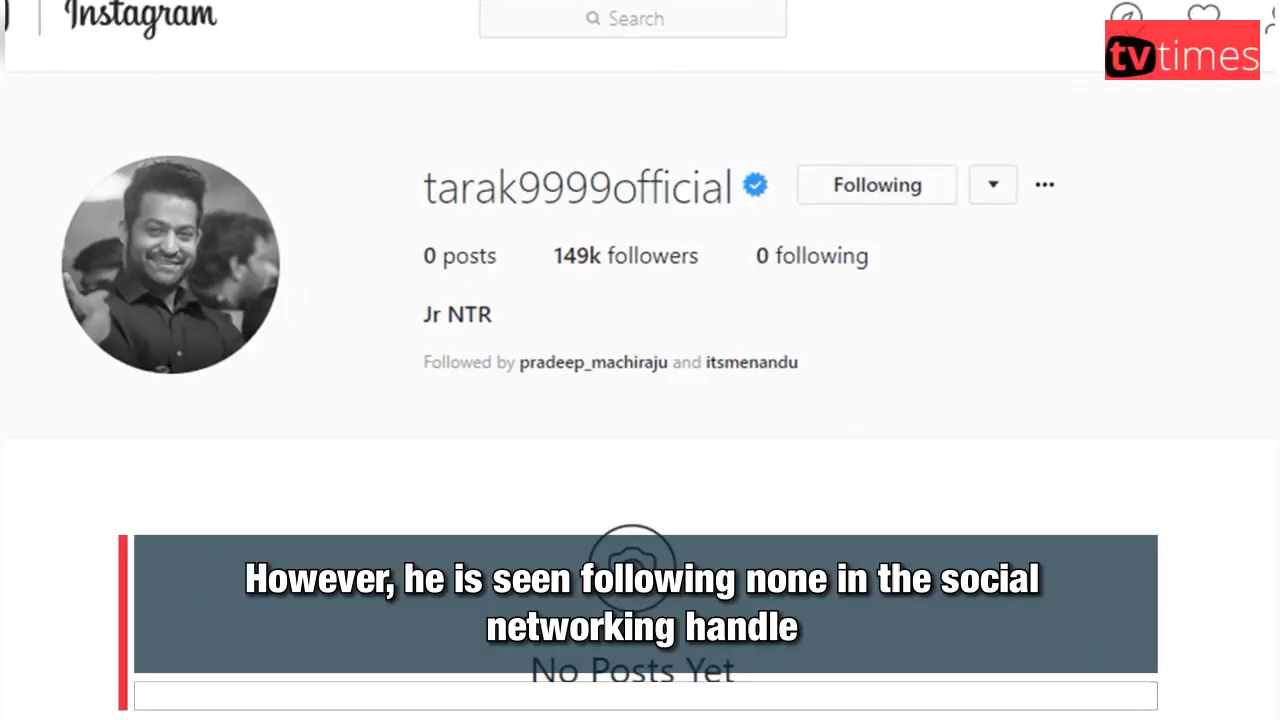 Instagram
Search
tvtimes
tarak9999official
Following
0 posts 149k followers 0 following
Jr NTR
Followed by pradeep_machiraju and itsmenandu
However, he is seen following none in the social
networking handle
No Posts Yet